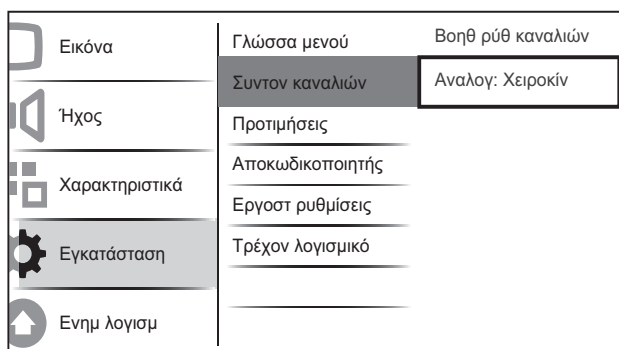 Εικόνα
Ήχος
Χαρακτηριστικά
Εγκατάσταση
Ενημ λογισμ
Γλώσσα μενού
Συντον καναλιών
Προτιμήσεις
Αποκωδικοποιητής
Εργοστ ρυθμίσεις
Τρέχον λογισμικό
Βοηθ ρύθ καναλιών
Αναλογ: Χειροκίν